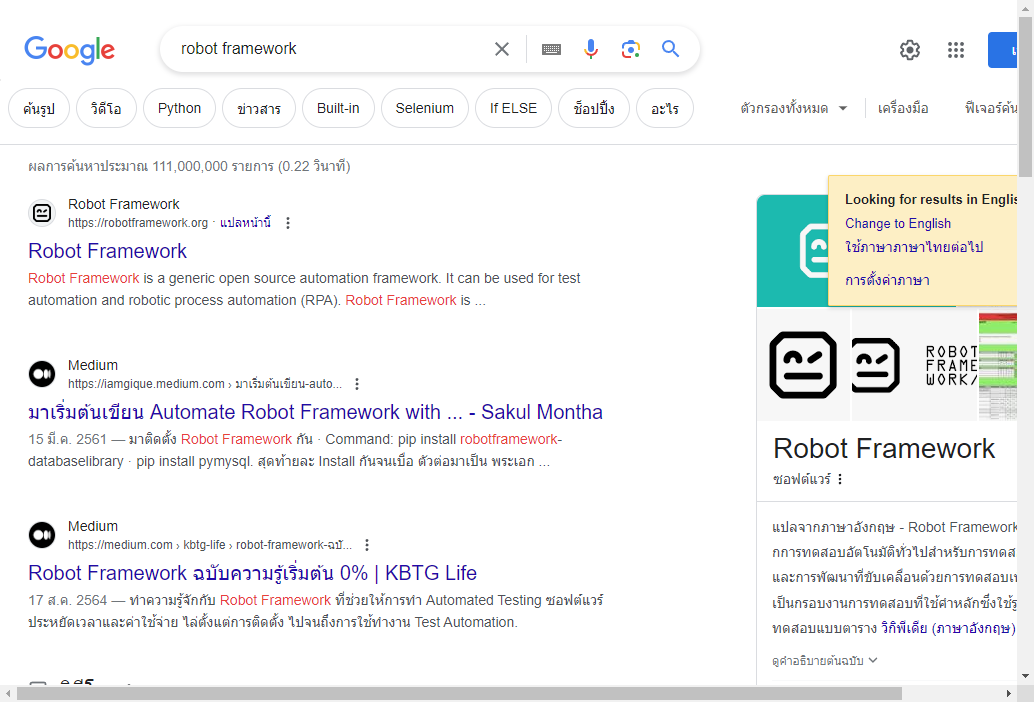 Google
robot framework
ค้นรูป
วิดีโอ
Python
ข่าวสาร
Built-in
Selenium
If ELSE
ช็อปปิ้ง
อะไร
ตัวกรองทั้งหมด
เครื่องมือ
ผลการค้นหาประมาณ 111,000,000 รายการ (0.22 วินาที)
Robot Framework
https://robotframework.org · แปลหน้านี้
Robot Framework
Robot Framework is a generic open source automation framework. It can be used for test
automation and robotic process automation (RPA). Robot Framework is ...
Medium
https://iamgique.medium.com › มาเริ่มต้นเขียน-auto...
มาเริ่มต้นเขียน Automate Robot Framework with ... - Sakul Montha
15 มี.ค. 2561 — มาติดตั้ง Robot Framework กัน · Command: pip install robotframework-
databaselibrary · pip install pymysql. สุดท้ายละ Install กันจนเบื่อ ตัวต่อมาเป็น พระเอก ...
Medium
https://medium.com › kbtg-life › robot-framework-ฉบั...
Robot Framework ฉบับความรู้เริ่มต้น 0% | KBTG Life
17 ส.ค. 2564 — ทำความรู้จักกับ Robot Framework ที่ช่วยให้การทำ Automated Testing ซอฟต์แวร์
ประหยัดเวลาและค่าใช้จ่าย ไล่ตั้งแต่การติดตั้ง ไปจนถึงการใช้ทำงาน Test Automation.
Looking for results in Englis
Change to English
ใช้ภาษาภาษาไทยต่อไป
การตั้งค่าภาษา
ROBOT
FRAME
WORK/
Robot Framework
ซอฟต์แวร์
แปลจากภาษาอังกฤษ - Robot Framework
กการทดสอบอัตโนมัติทั่วไปสำหรับการทดส
และการพัฒนาที่ขับเคลื่อนด้วยการทดสอบเ
เป็นกรอบงานการทดสอบที่ใช้คำหลักซึ่งใช้รู
ทดสอบแบบตาราง วิกิพีเดีย (ภาษาอังกฤษ)
ดูคำอธิบายต้นฉบับ